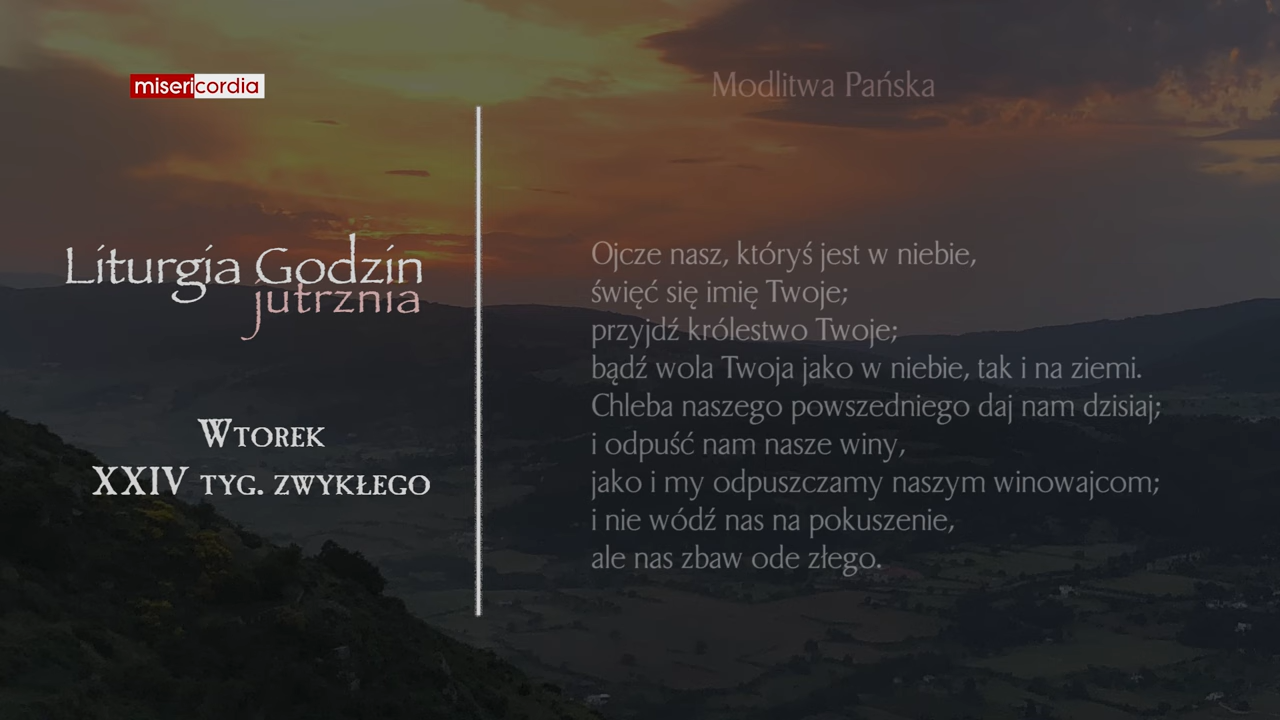 misericordia
Liturgia Godzin
jutrznia
Wtorek
XXIV tyg. zwykłego
Modlitwa Pańska
Ojcze nasz, któryś jest w niebie,
święć się imię Twoje;
przyjdź królestwo Twoje;
bądź wola Twoja jako w niebie, tak i na ziemi.
Chleba naszego powszedniego daj nam dzisiaj;
i odpuść nam nasze winy,
jako i my odpuszczamy naszym winowajcom;
i nie wódź nas na pokuszenie,
ale nas zbaw ode złego.